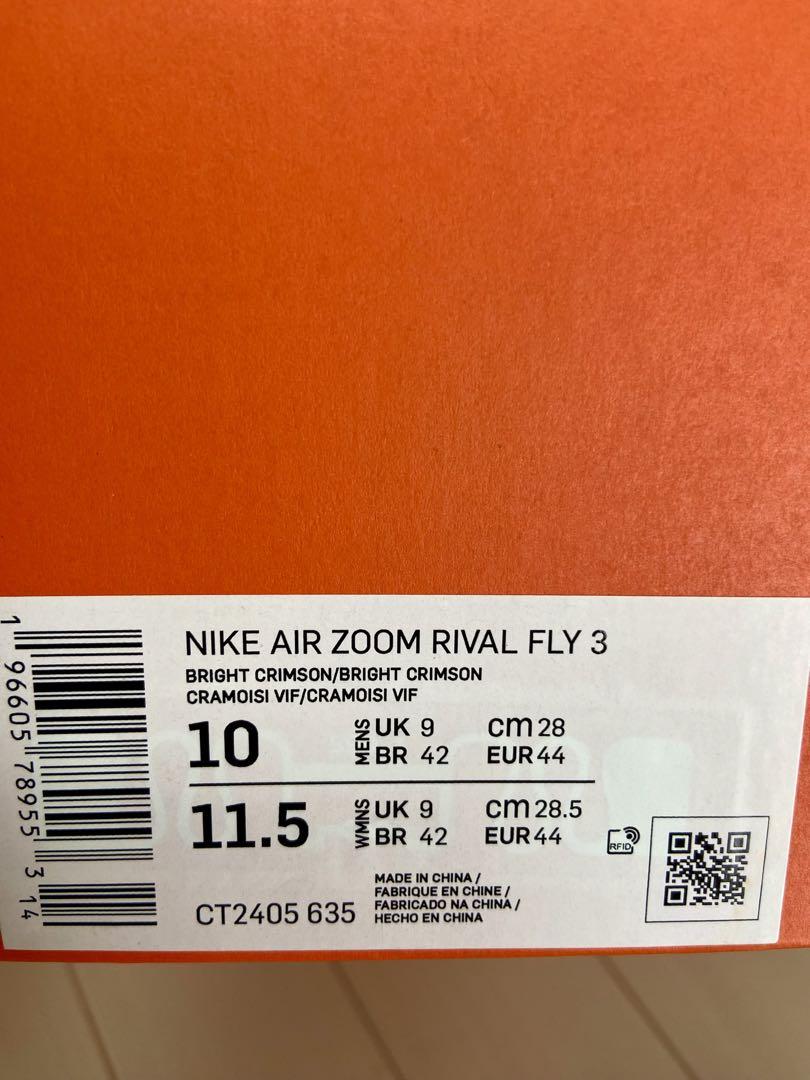 NIKE AIR ZOOM RIVAL FLY 3
BRIGHT CRIMSON/BRIGHT CRIMSON
CRAMOISI VIF/CRAMOISI VIF
10 MENS UK 9 cm 28
BR 42 EUR 44
11.5 WMNS UK 9 cm 28.5
BR 42 EUR 44
RFID
CT2405 635
MADE IN CHINA /
FABRIQUE EN CHINE /
FABRICADO NA CHINA /
HECHO EN CHINA
1 96605 78955 3 14